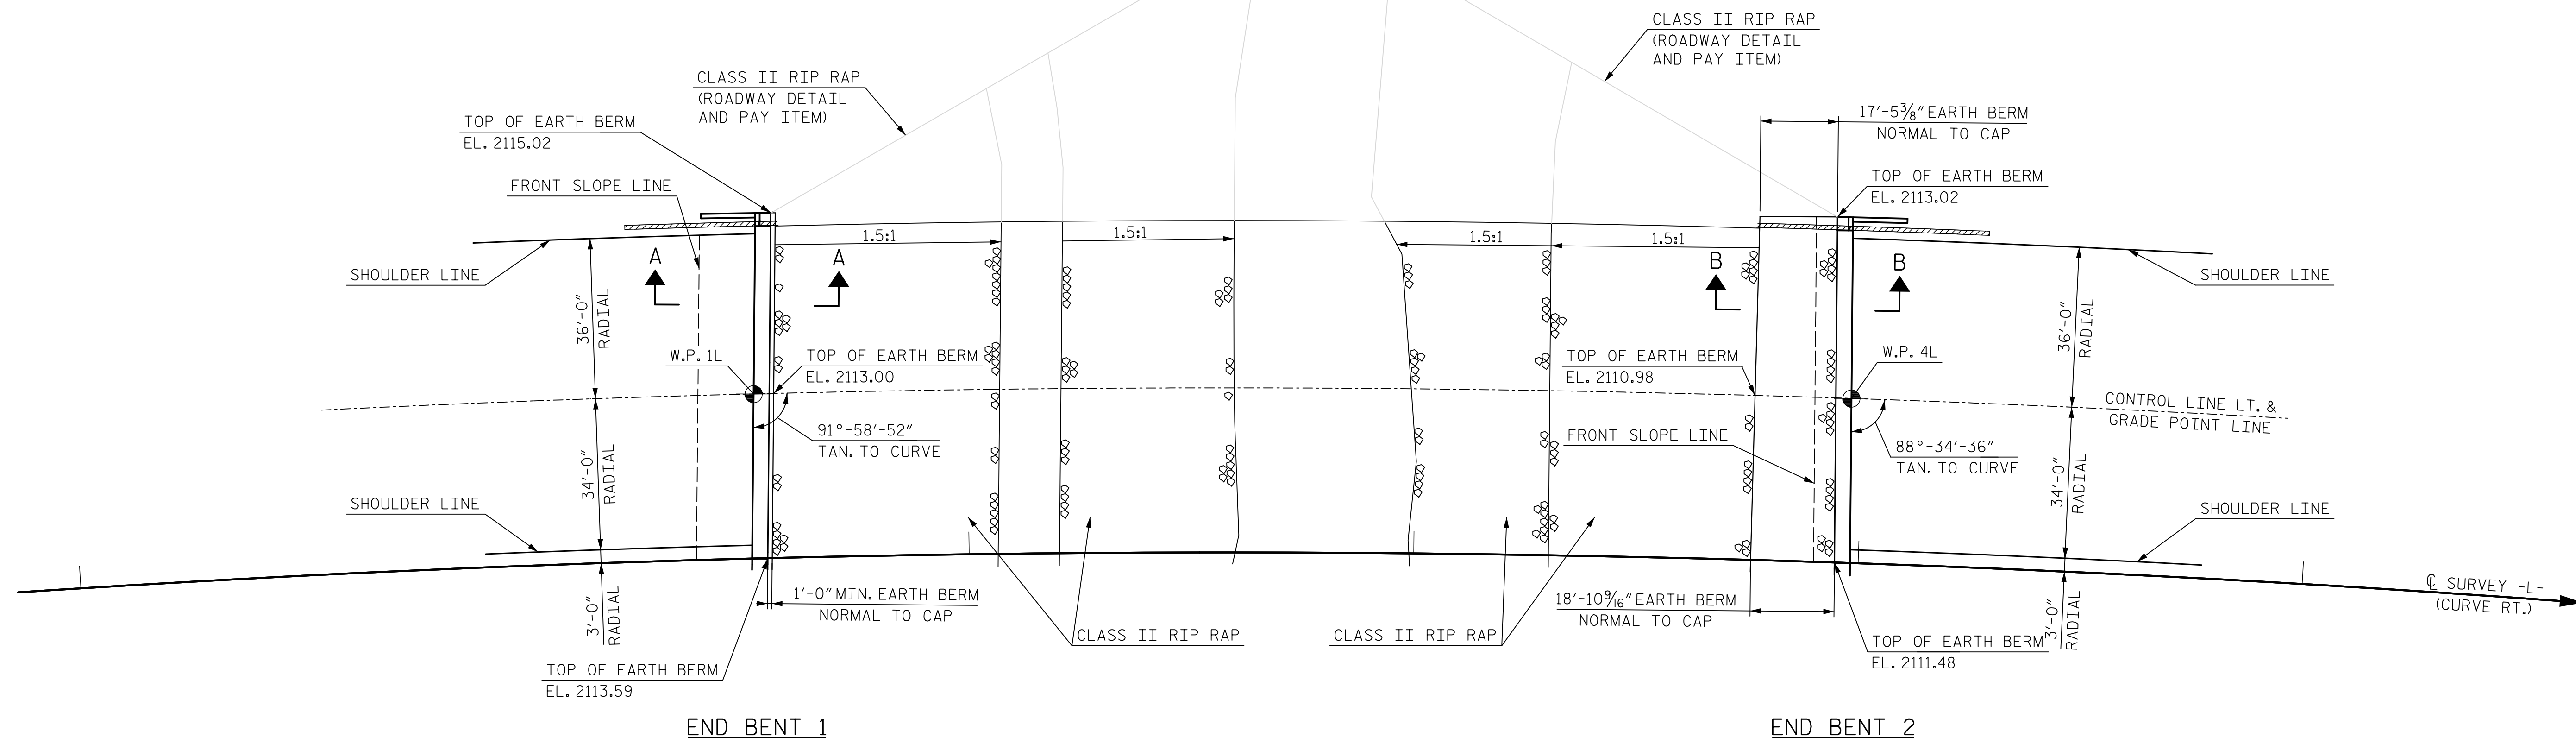 CLASS II RIP RAP
(ROADWAY DETAIL
AND PAY ITEM)
CLASS II RIP RAP
(ROADWAY DETAIL
AND PAY ITEM)
TOP OF EARTH BERM
EL. 2115.02
17'-5⅜" EARTH BERM
NORMAL TO CAP
FRONT SLOPE LINE
TOP OF EARTH BERM
EL. 2113.02
1.5:1
1.5:1
1.5:1
1.5:1
SHOULDER LINE
A
A
B
B
SHOULDER LINE
36'-0"
RADIAL
36'-0"
RADIAL
W.P. 1L
TOP OF EARTH BERM
EL. 2113.00
TOP OF EARTH BERM
EL. 2110.98
W.P. 4L
CONTROL LINE LT. &
GRADE POINT LINE
91°-58'-52"
TAN. TO CURVE
FRONT SLOPE LINE
88°-34'-36"
TAN. TO CURVE
34'-0"
RADIAL
34'-0"
RADIAL
SHOULDER LINE
SHOULDER LINE
℄ SURVEY -L-
(CURVE RT.)
3'-0"
RADIAL
1'-0" MIN. EARTH BERM
NORMAL TO CAP
18'-10⁹⁄₁₆" EARTH BERM
NORMAL TO CAP
3'-0"
RADIAL
CLASS II RIP RAP
CLASS II RIP RAP
TOP OF EARTH BERM
EL. 2111.48
TOP OF EARTH BERM
EL. 2113.59
END BENT 1
END BENT 2